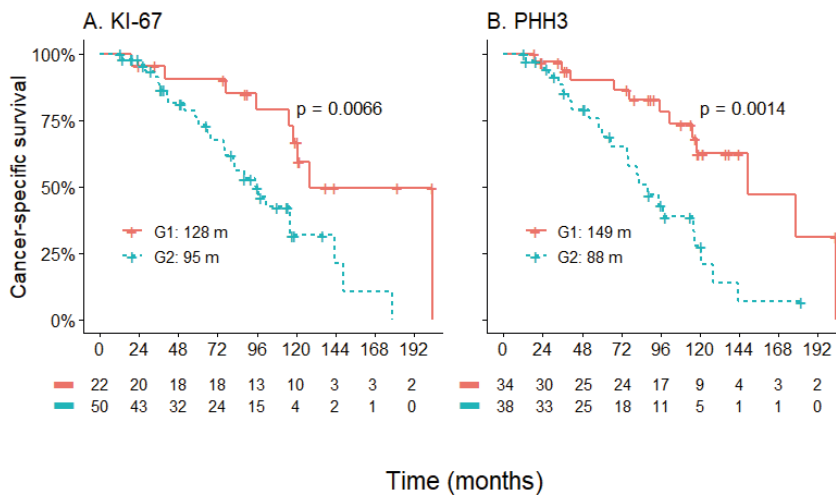 A. KI-67
B. PHH3
Cancer-specific survival
100%
75%
50%
25%
0%
p = 0.0066
G1: 128 m
G2: 95 m
p = 0.0014
G1: 149 m
G2: 88 m
0 24 48 72 96 120 144 168 192
0 24 48 72 96 120 144 168 192
22 20 18 18 13 10 3 3 2
50 43 32 24 15 4 2 1 0
34 30 25 24 17 9 4 3 2
38 33 25 18 11 5 1 1 0
Time (months)